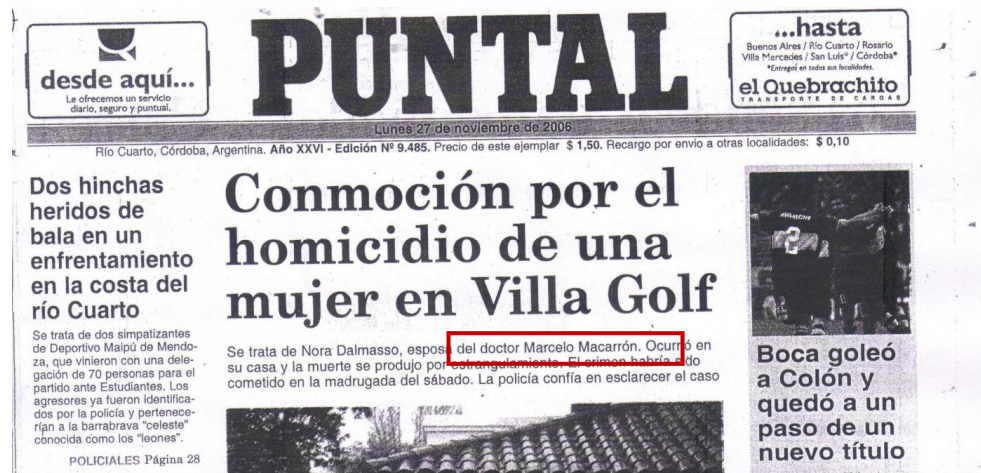 desde aquí...
Le ofrecemos un servicio
diario, seguro y puntual.
PUNTAL
...hasta
Buenos Aires / Río Cuarto / Rosario
Villa Mercedes / San Luis* / Córdoba*
*Entregas en todas sus localidades.
el Quebrachito
TRANSPORTE DE CARGAS
Lunes 27 de noviembre de 2006
Río Cuarto, Córdoba, Argentina. Año XXVI - Edición Nº 9.485. Precio de este ejemplar $ 1,50. Recargo por envio a otras localidades: $ 0,10
Dos hinchas
heridos de
bala en un
enfrentamiento
en la costa del
río Cuarto
Se trata de dos simpatizantes
de Deportivo Maipú de Mendo-
za, que vinieron con una dele-
gación de 70 personas para el
partido ante Estudiantes. Los
agresores ya fueron identifica-
dos por la policía y pertenece-
rían a la barrabrava "celeste"
conocida como los "leones".
POLICIALES Página 28
Conmoción por el
homicidio de una
mujer en Villa Golf
Se trata de Nora Dalmasso, esposa del doctor Marcelo Macarrón. Ocurrió en
su casa y la muerte se produjo por estrangulamiento. El crimen habría sido
cometido en la madrugada del sábado. La policía confía en esclarecer el caso
2
Boca goleó
a Colón y
quedó a un
paso de un
nuevo título